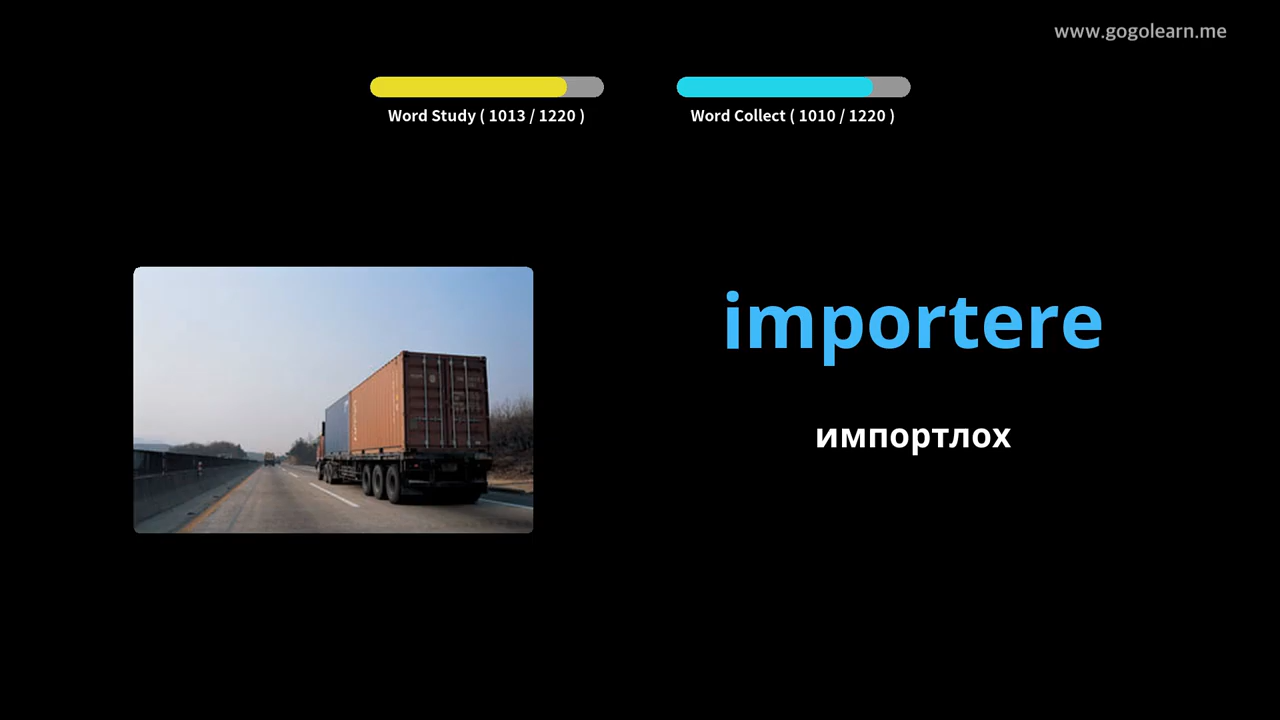 www.gogolearn.me
Word Study ( 1013 / 1220 )
Word Collect ( 1010 / 1220 )
importere
импортлох